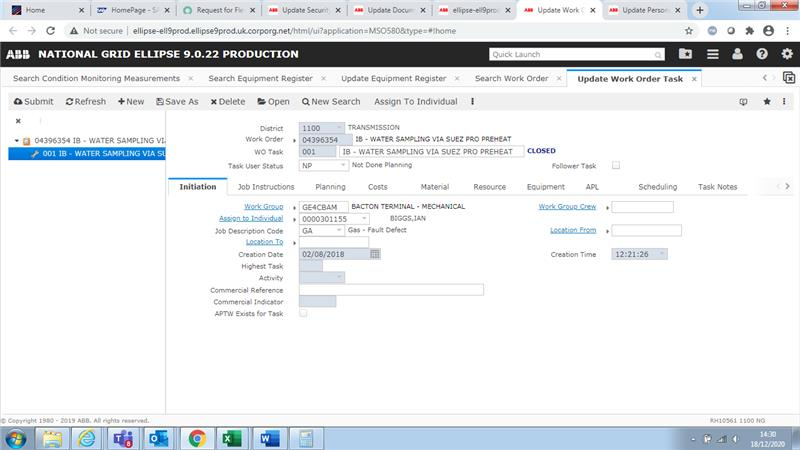 Home
HomePage - SA
Request for Fle
Update Security
Update Docum
ellipse-ell9prod
Update Work O
Update Person
Not secure | ellipse-ell9prod.ellipse9prod.uk.corporg.net/html/ui?application=MSO580&type=#!home
ABB NATIONAL GRID ELLIPSE 9.0.22 PRODUCTION
Quick Launch
Search Condition Monitoring Measurements
Search Equipment Register
Update Equipment Register
Search Work Order
Update Work Order Task
Submit Refresh New Save As Delete Open New Search Assign To Individual
04396354 IB - WATER SAMPLING VI
001 IB - WATER SAMPLING VIA SU
District 1100 TRANSMISSION
Work Order 04396354 IB - WATER SAMPLING VIA SUEZ PRO PREHEAT
WO Task 001 IB - WATER SAMPLING VIA SUEZ PRO PREHEAT CLOSED
Task User Status NP Not Done Planning Follower Task
Initiation Job Instructions Planning Costs Material Resource Equipment APL Scheduling Task Notes
Work Group GE4CBAM BACTON TERMINAL - MECHANICAL Work Group Crew
Assign to Individual 0000301155 BIGGS,IAN
Job Description Code GA Gas - Fault Defect Location From
Location To
Creation Date 02/08/2018 Creation Time 12:21:26
Highest Task
Activity
Commercial Reference
Commercial Indicator
APTW Exists for Task
© Copyright 1980 - 2019 ABB. All rights reserved.
RH10561 1100 NG
8
14:30
18/12/2020